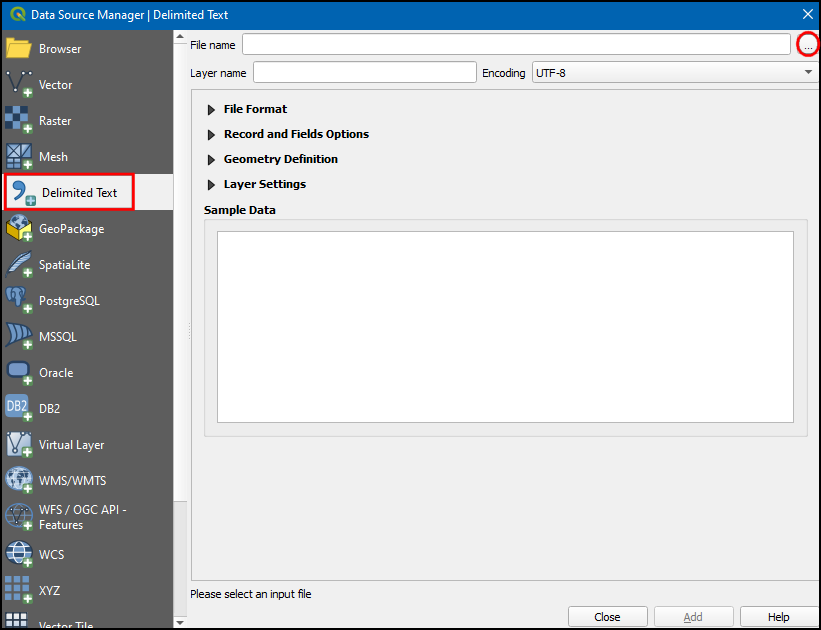 Data Source Manager | Delimited Text
Browser
Vector
Raster
Mesh
Delimited Text
GeoPackage
SpatiaLite
PostgreSQL
MSSQL
Oracle
DB2
DB2
Virtual Layer
WMS/WMTS
WFS / OGC API -
Features
WCS
XYZ
Vector Tile
File name
...
Layer name
Encoding UTF-8
File Format
Record and Fields Options
Geometry Definition
Layer Settings
Sample Data
Please select an input file
Close Add Help